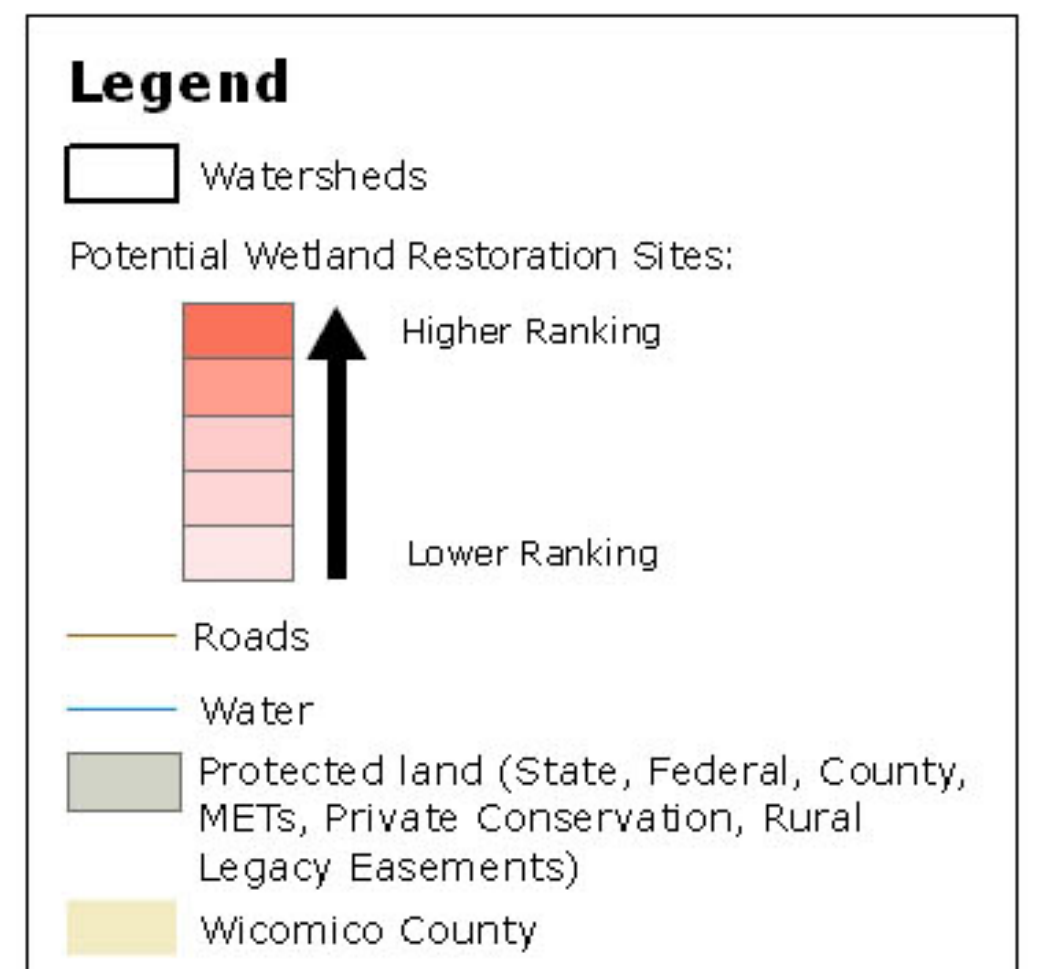 Legend
Watersheds
Potential Wetland Restoration Sites:
Higher Ranking
Lower Ranking
Roads
Water
Protected land (State, Federal, County,
METs, Private Conservation, Rural
Legacy Easements)
Wicomico County